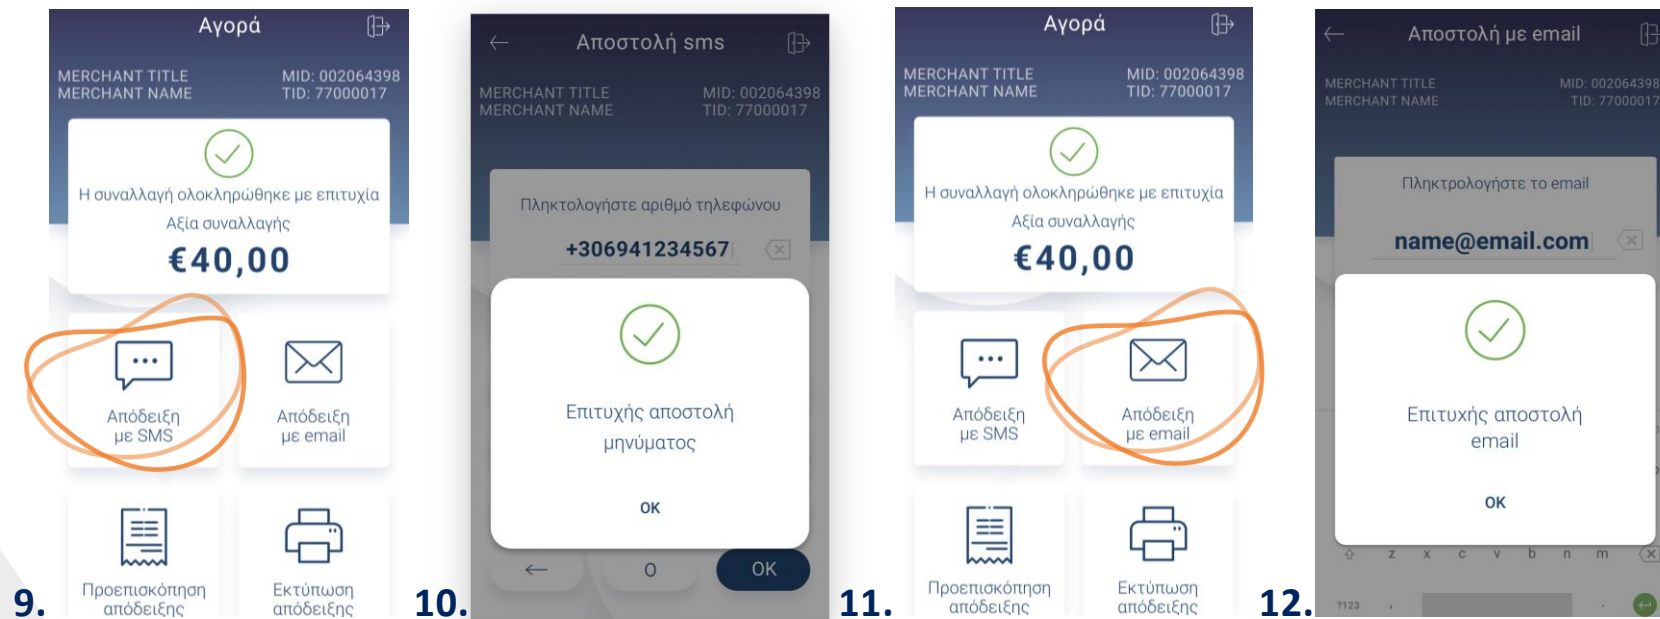 Αγορά
MERCHANT TITLE MID: 002064398
MERCHANT NAME TID: 77000017
Η συναλλαγή ολοκληρώθηκε με επιτυχία
Αξία συναλλαγής
€40,00
Απόδειξη
με SMS
Απόδειξη
με email
Προεπισκόπηση
απόδειξης
Εκτύπωση
απόδειξης
9.
Αποστολή sms
MERCHANT TITLE MID: 002064398
MERCHANT NAME TID: 77000017
Πληκτολογήστε αριθμό τηλεφώνου
+306941234567
Επιτυχής αποστολή
μηνύματος
OK
0 OK
10.
Αγορά
MERCHANT TITLE MID: 002064398
MERCHANT NAME TID: 77000017
Η συναλλαγή ολοκληρώθηκε με επιτυχία
Αξία συναλλαγής
€40,00
Απόδειξη
με SMS
Απόδειξη
με email
Προεπισκόπηση
απόδειξης
Εκτύπωση
απόδειξης
11.
Αποστολή με email
MERCHANT TITLE MID: 002064398
MERCHANT NAME TID: 77000017
Πληκτρολογήστε το email
name@email.com
Επιτυχής αποστολή
email
OK
z x c v b n m
?123 , .
12.